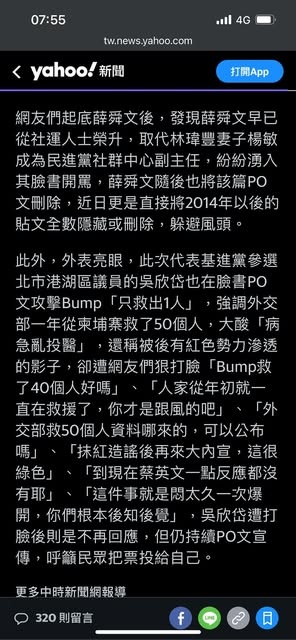 07:55
4G
tw.news.yahoo.com
yahoo!新聞
打開App
網友們起底薛舜文後，發現薛舜文早已
從社運人士榮升，取代林瑋豐妻子楊敏
成為民進黨社群中心副主任，紛紛湧入
其臉書開罵，薛舜文隨後也將該篇PO
文刪除，近日更是直接將2014年以後的
貼文全數隱藏或刪除，躲避風頭。
此外，外表亮眼，此次代表基進黨參選
北市港湖區議員的吳欣岱也在臉書PO
文攻擊Bump「只救出1人」，強調外交
部一年從柬埔寨救了50個人，大酸「病
急亂投醫」，還稱被後有紅色勢力滲透
的影子，卻遭網友們狠打臉「Bump救
了40個人好嗎」、「人家從年初就一
直在救援了，你才是跟風的吧」、「外
交部救50個人資料哪來的，可以公布
嗎」、「抹紅造謠後再來大內宣，這很
綠色」、「到現在蔡英文一點反應都沒
有耶」、「這件事就是悶太久一次爆
開，你們根本後知後覺」，吳欣岱遭打
臉後則是不再回應，但仍持續PO文宣
傳，呼籲民眾把票投給自己。
更多中時新聞網報導
320 則留言
LINE